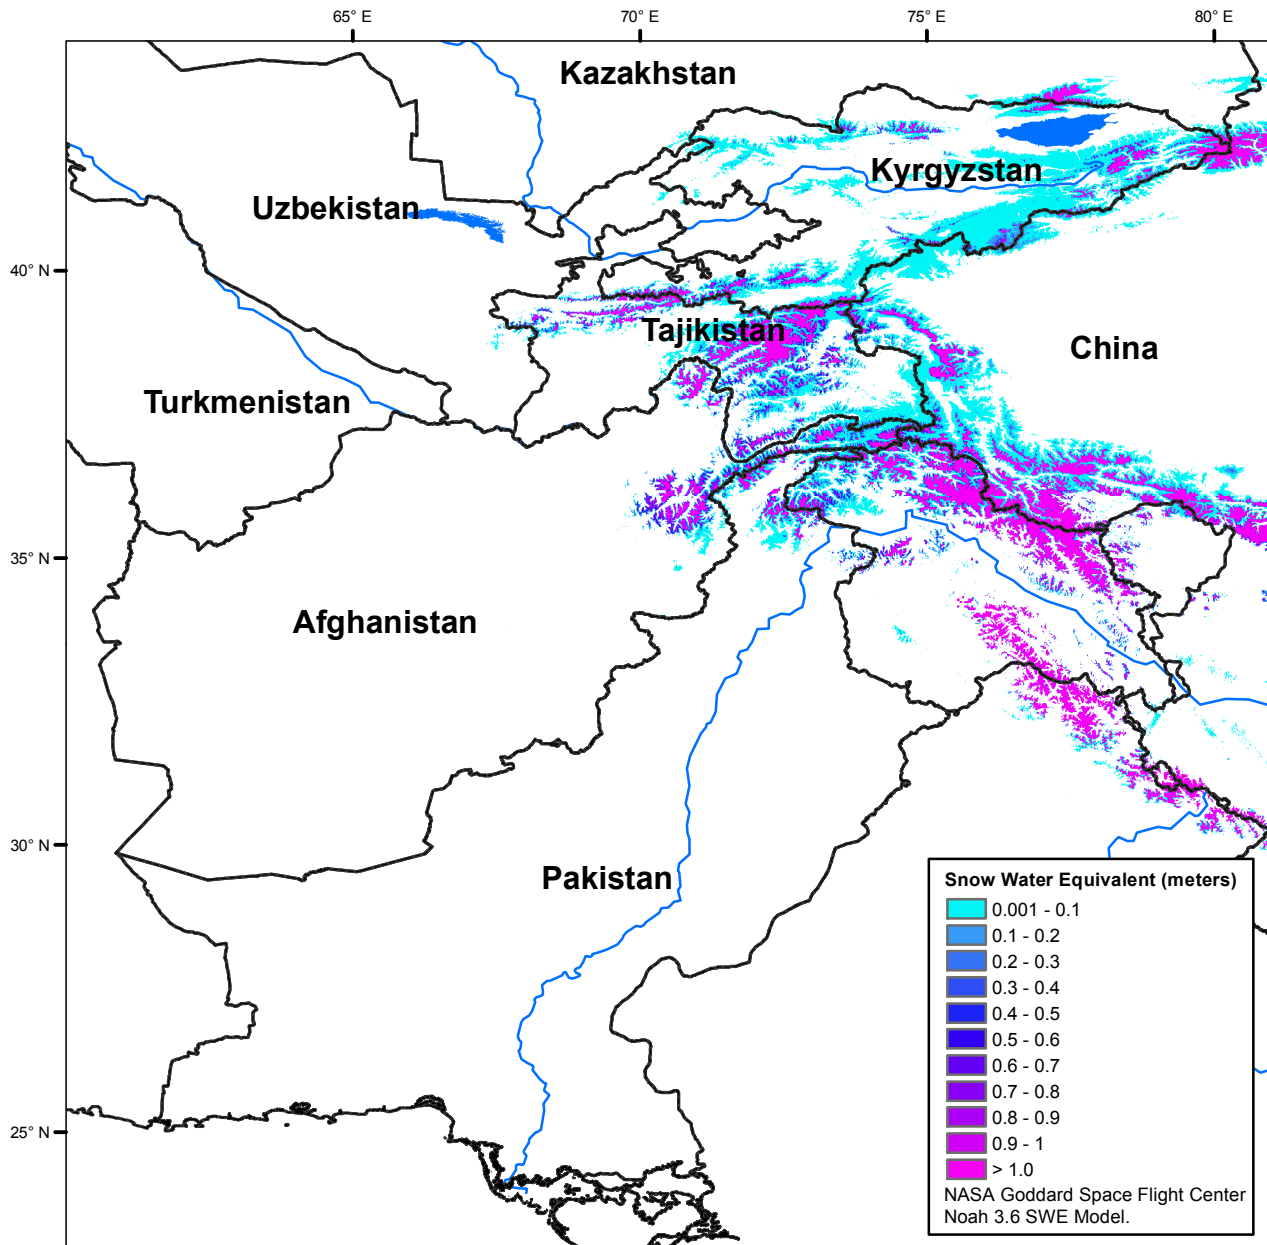 65° E
70° E
75° E
80° E
Kazakhstan
Kyrgyzstan
Uzbekistan
40° N
Tajikistan
China
Turkmenistan
35° N
Afghanistan
30° N
Pakistan
25° N
Snow Water Equivalent (meters)
0.001 - 0.1
0.1 - 0.2
0.2 - 0.3
0.3 - 0.4
0.4 - 0.5
0.5 - 0.6
0.6 - 0.7
0.7 - 0.8
0.8 - 0.9
0.9 - 1
> 1.0
NASA Goddard Space Flight Center
Noah 3.6 SWE Model.